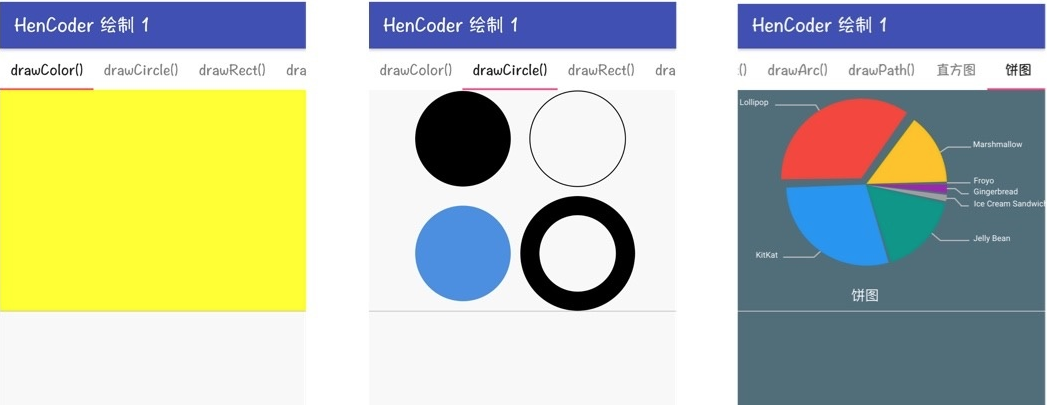 HenCoder 绘制 1
drawColor() drawCircle() drawRect() dra
HenCoder 绘制 1
drawColor() drawCircle() drawRect() dra
HenCoder 绘制 1
:() drawArc() drawPath() 直方图 饼图
Lollipop
Marshmallow
Froyo
Gingerbread
Ice Cream Sandwich
Jelly Bean
KitKat
饼图